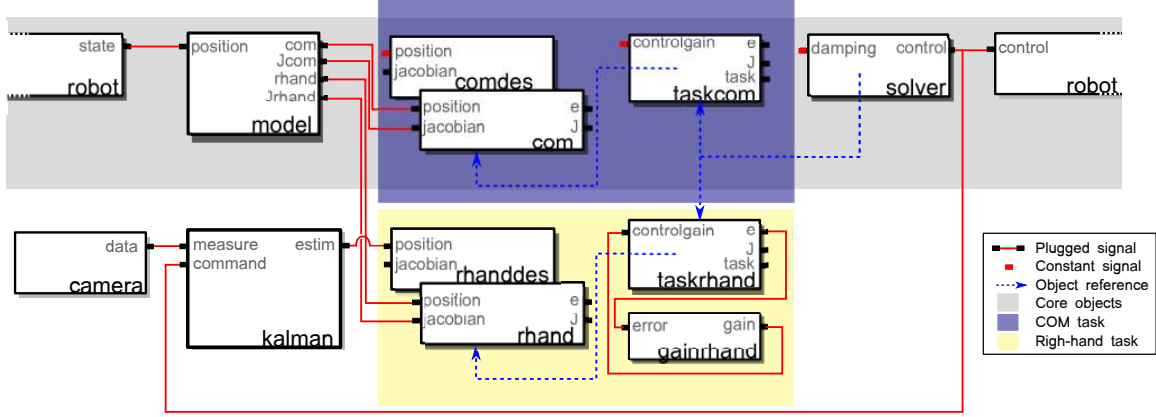 state
robot
position
com
Jcom
rhand
Jrhand
model
position
jacobian
comdes
position
e
jacobian
J
com
controlgain
e
J
task
taskcom
damping
control
solver
control
robot
data
camera
measure
estim
command
kalman
position
jacobian
rhanddes
position
e
jacobian
J
rhand
controlgain
e
J
task
taskrhand
error
gain
gainrhand
Plugged signal
Constant signal
Object reference
Core objects
COM task
Righ-hand task